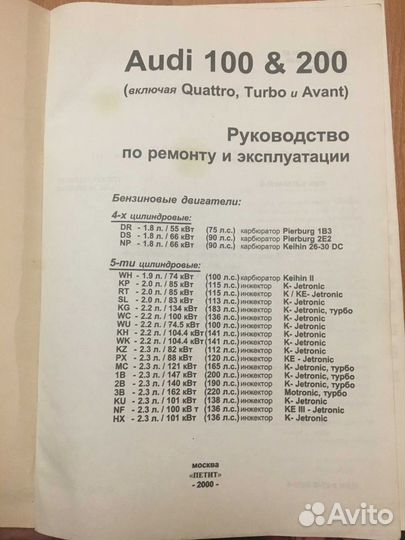 Audi 100 & 200
(включая Quattro, Turbo и Avant)
Руководство
по ремонту и эксплуатации
Бензиновые двигатели:
4-х цилиндровые:
DR - 1.8 л. / 55 кВт (75 л.с.) карбюратор Pierburg 1B3
DS - 1.8 л. / 66 кВт (90 л.с.) карбюратор Pierburg 2E2
NP - 1.8 л. / 66 кВт (90 л.с.) карбюратор Keihin 26-30 DC
5-ти цилиндровые:
WH - 1.9 л. / 74 кВт (100 л.с.) карбюратор Keihin II
KP - 2.0 л. / 85 кВт (115 л.с.) инжектор K- Jetronic
RT - 2.0 л. / 85 кВт (115 л.с.) инжектор K / KE- Jetronic
SL - 2.0 л. / 83 кВт (113 л.с.) инжектор K- Jetronic
KG - 2.2 л. / 134 кВт (183 л.с.) инжектор K- Jetronic, турбо
WC - 2.2 л. / 100 кВт (136 л.с.) инжектор K- Jetronic
WU - 2.2 л. / 74.5 кВт (100 л.с.) инжектор K- Jetronic
KH - 2.2 л. / 104.4 кВт (141 л.с.) инжектор K- Jetronic
WK - 2.2 л. / 104.4 кВт (141 л.с.) инжектор K- Jetronic
KZ - 2.3 л. / 82 кВт (112 л.с.) инжектор K- Jetronic
PX - 2.3 л. / 88 кВт (120 л.с.) инжектор KE - Jetronic
MC - 2.3 л. / 121 кВт (165 л.с.) инжектор K- Jetronic, турбо
1B - 2.3 л. / 147 кВт (200 л.с.) инжектор K- Jetronic, турбо
2B - 2.3 л. / 140 кВт (190 л.с.) инжектор K- Jetronic, турбо
3B - 2.3 л. / 162 кВт (220 л.с.) инжектор Motronic, турбо
KU - 2.3 л. / 101 кВт (138 л.с.) инжектор K- Jetronic
NF - 2.3 л. / 100 кВт (136 л.с.) инжектор KE III - Jetronic
HX - 2.3 л. / 101 кВт (136 л.с.) инжектор K- Jetronic
москва
«ПЕТИТ»
- 2000 -
Avito